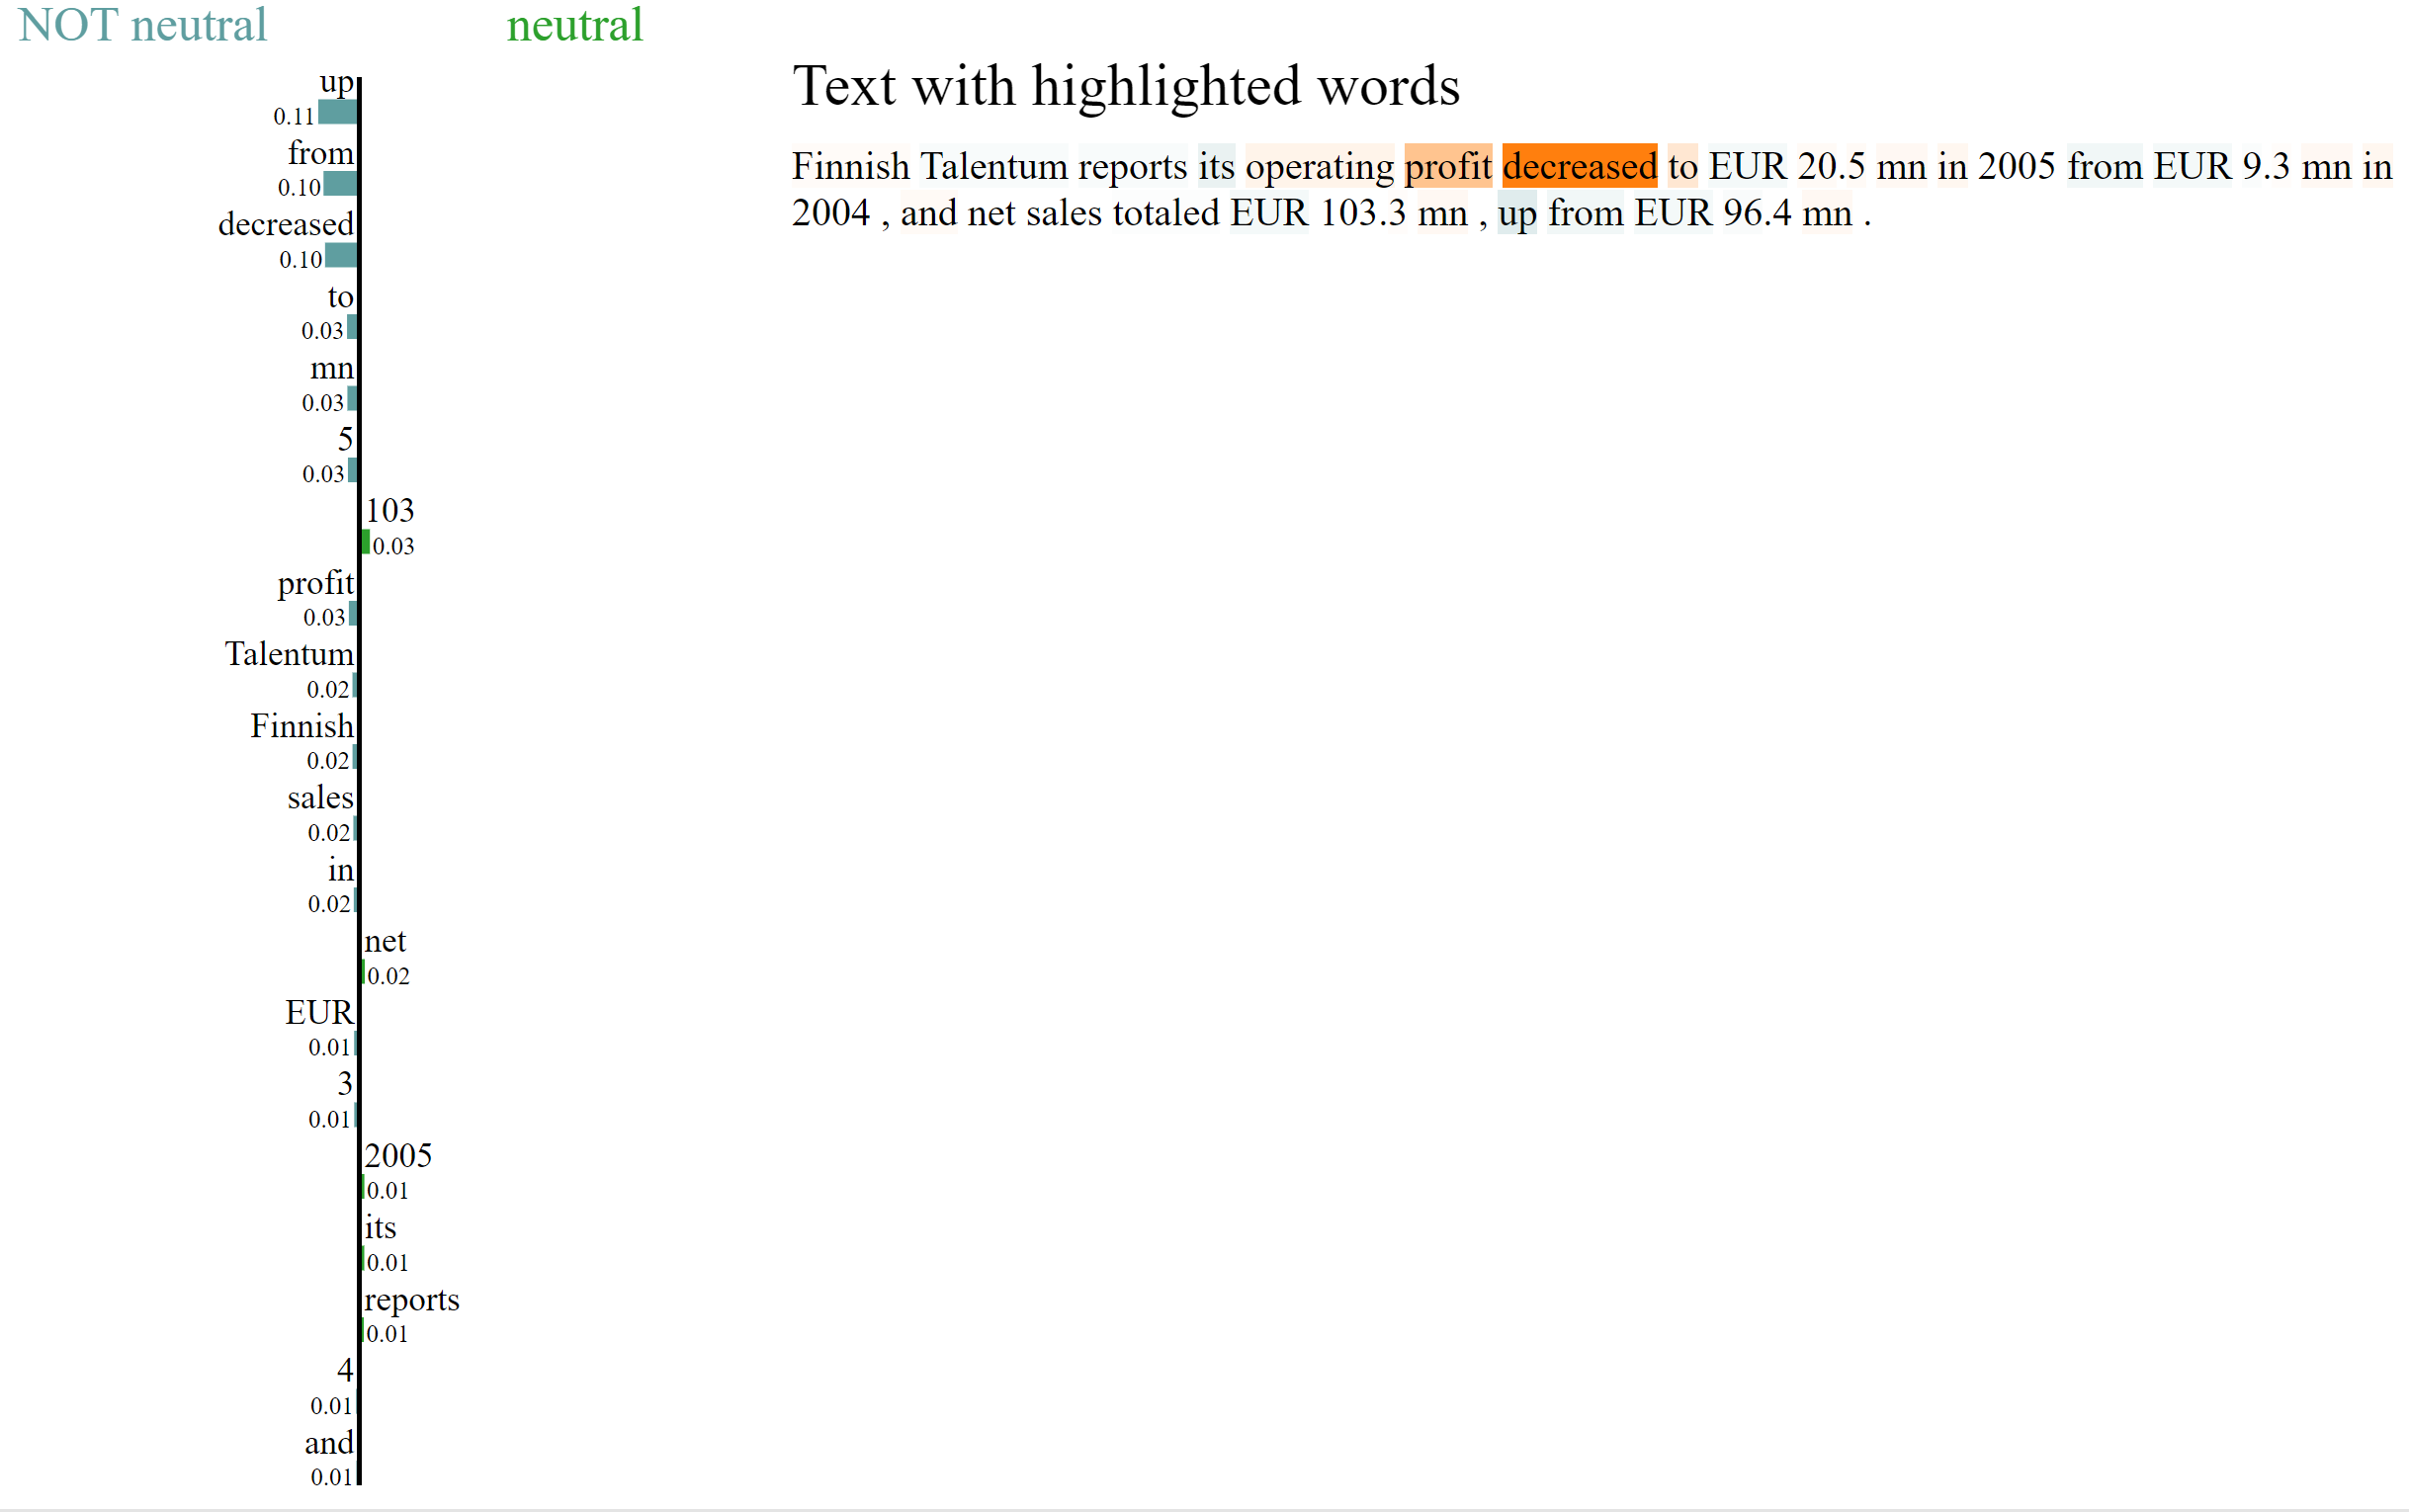 NOT neutral
neutral
up
0.11
from
0.10
decreased
0.10
to
0.03
mn
0.03
5
0.03
103
0.03
profit
0.03
Talentum
0.02
Finnish
0.02
sales
0.02
in
0.02
net
0.02
EUR
0.01
3
0.01
2005
0.01
its
0.01
reports
0.01
4
0.01
and
0.01
Text with highlighted words
Finnish Talentum reports its operating profit decreased to EUR 20.5 mn in 2005 from EUR 9.3 mn in
2004 , and net sales totaled EUR 103.3 mn , up from EUR 96.4 mn .